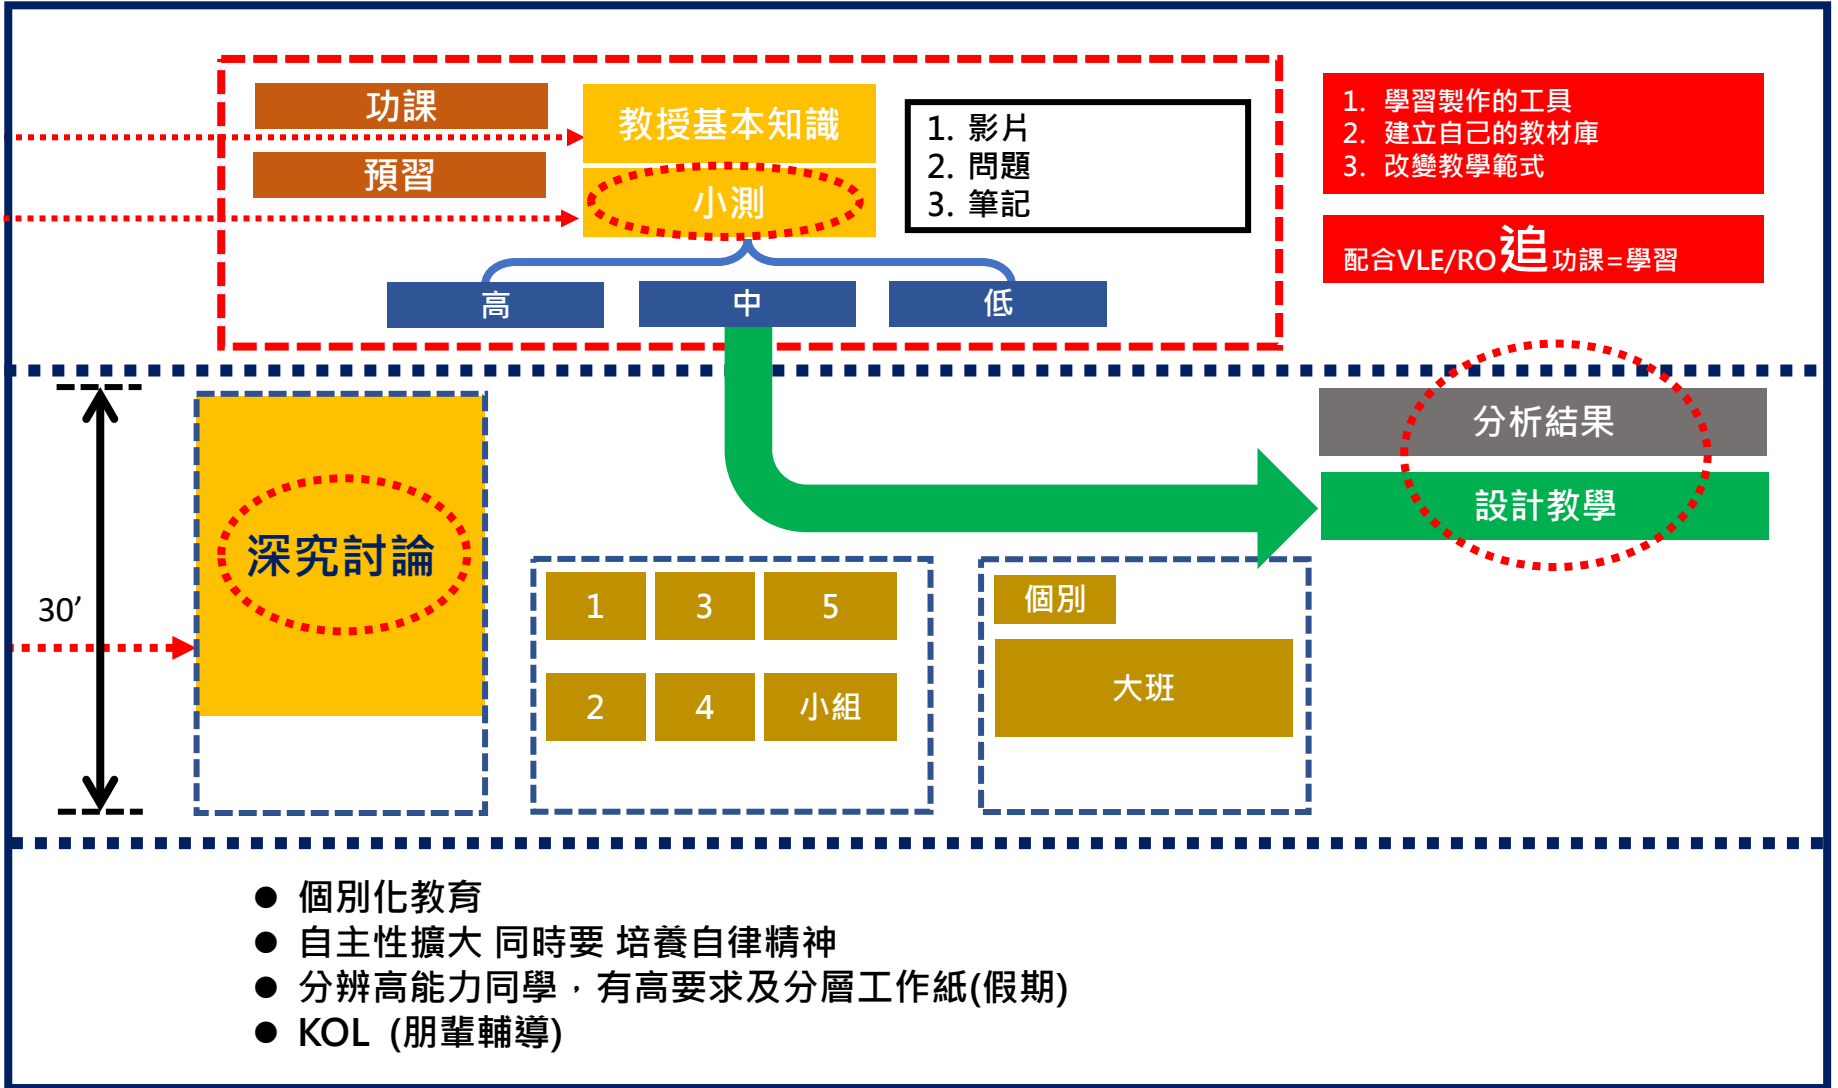 功課
預習
教授基本知識
小測
1. 影片
2. 問題
3. 筆記
高
中
低
1. 學習製作的工具
2. 建立自己的教材庫
3. 改變教學範式
配合VLE/RO追功課=學習
分析結果
設計教學
30’
深究討論
1
3
5
2
4
小組
個別
大班
● 個別化教育
● 自主性擴大 同時要 培養自律精神
● 分辨高能力同學，有高要求及分層工作紙(假期)
● KOL (朋輩輔導)